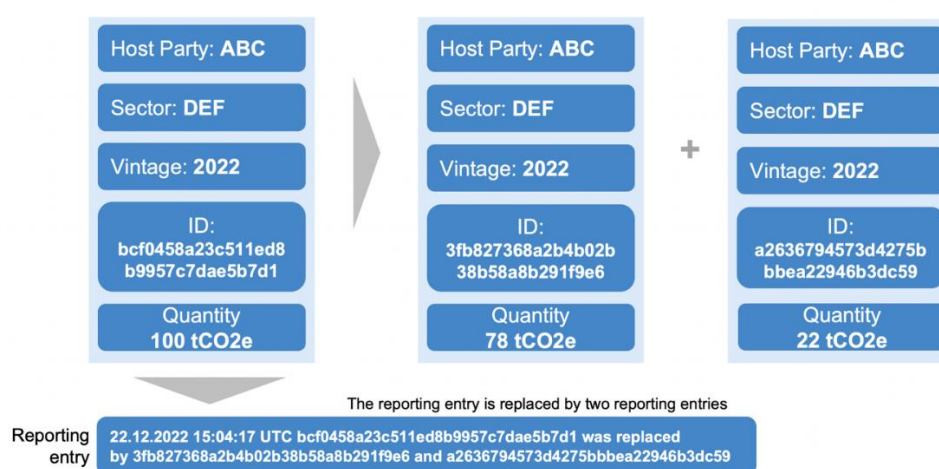 Host Party: ABC
Sector: DEF
Vintage: 2022
ID:
bcf0458a23c511ed8
b9957c7dae5b7d1
Quantity
100 tCO2e
Host Party: ABC
Sector: DEF
Vintage: 2022
ID:
3fb827368a2b4b02b
38b58a8b291f9e6
Quantity
78 tCO2e
+
Host Party: ABC
Sector: DEF
Vintage: 2022
ID:
a2636794573d4275b
bbea22946b3dc59
Quantity
22 tCO2e
The reporting entry is replaced by two reporting entries
Reporting
entry
22.12.2022 15:04:17 UTC bcf0458a23c511ed8b9957c7dae5b7d1 was replaced
by 3fb827368a2b4b02b38b58a8b291f9e6 and a2636794573d4275bbbea22946b3dc59